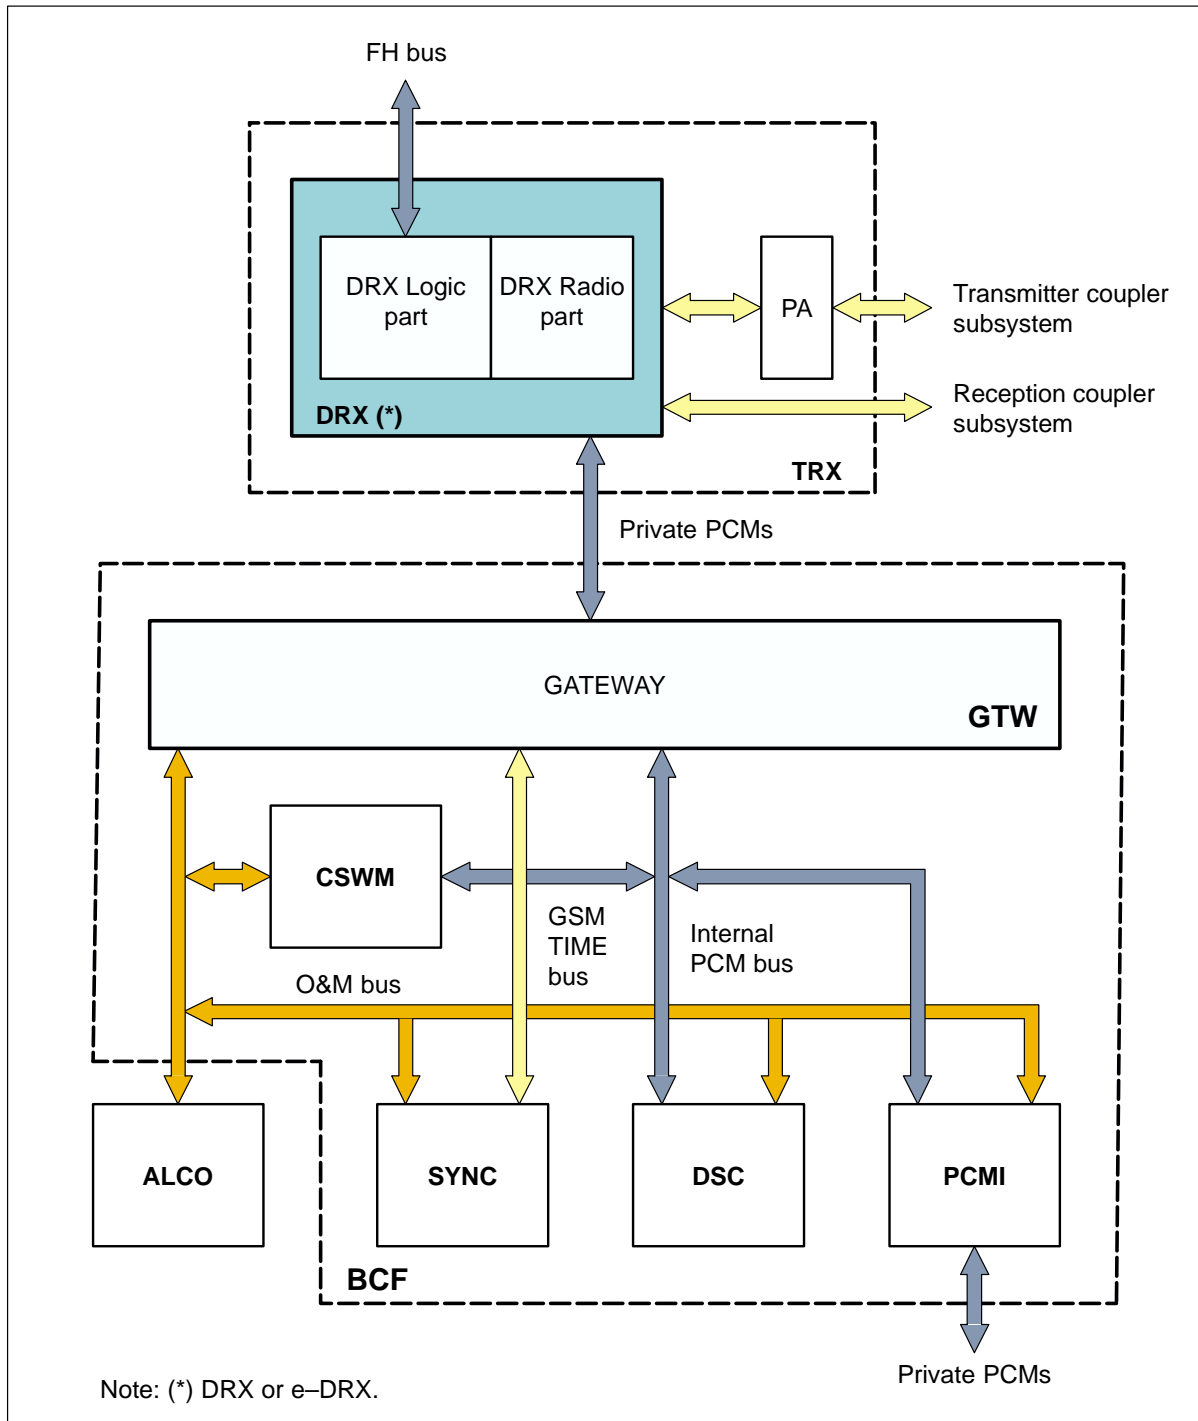 FH bus
DRX Logic
part
DRX Radio
part
PA
Transmitter coupler
subsystem
DRX (*)
Reception coupler
subsystem
TRX
Private PCMs
GATEWAY
GTW
CSWM
GSM
TIME
bus
Internal
PCM bus
O&M bus
ALCO
SYNC
DSC
PCMI
BCF
Private PCMs
Note: (*) DRX or e–DRX.